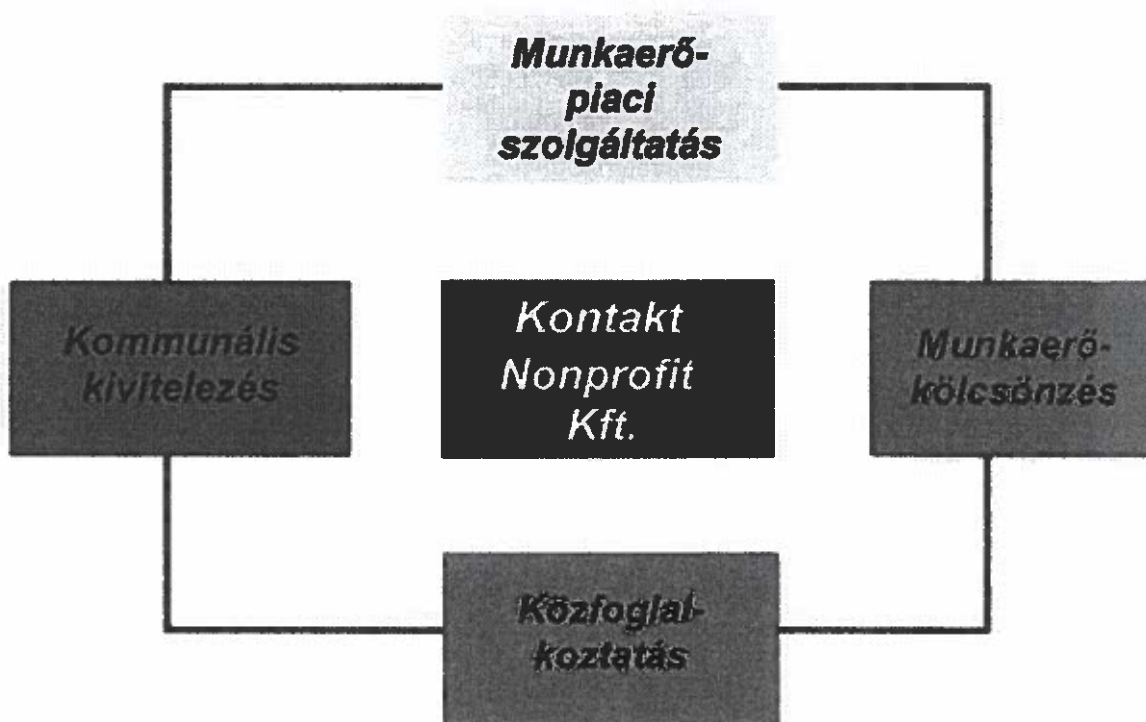 Munkaerő-
piaci
szolgáltatás
Kommunális
kivitelezés
Kontakt
Nonprofit
Kft.
Munkaerő-
kölcsönzés
Közfoglal-
koztatás